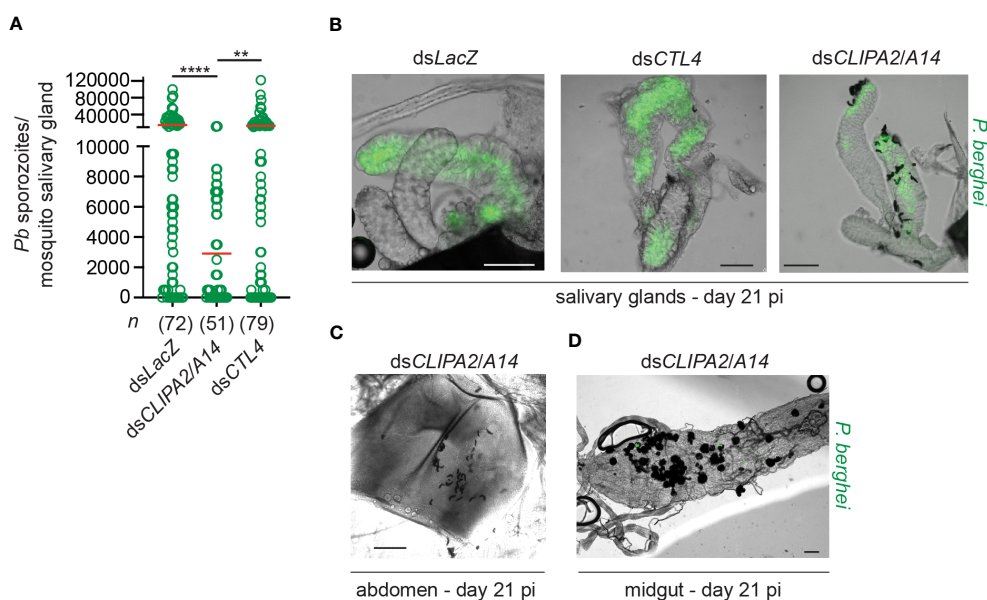 A
Pb sporozoites/
mosquito salivary gland
120000
80000
40000
10000
8000
6000
4000
2000
0
****
**
n (72) (51) (79)
dsLacZ
dsCLIPA2/A14
dsCTL4
B
dsLacZ
dsCTL4
dsCLIPA2/A14
P. berghei
salivary glands - day 21 pi
C
dsCLIPA2/A14
abdomen - day 21 pi
D
dsCLIPA2/A14
P. berghei
midgut - day 21 pi